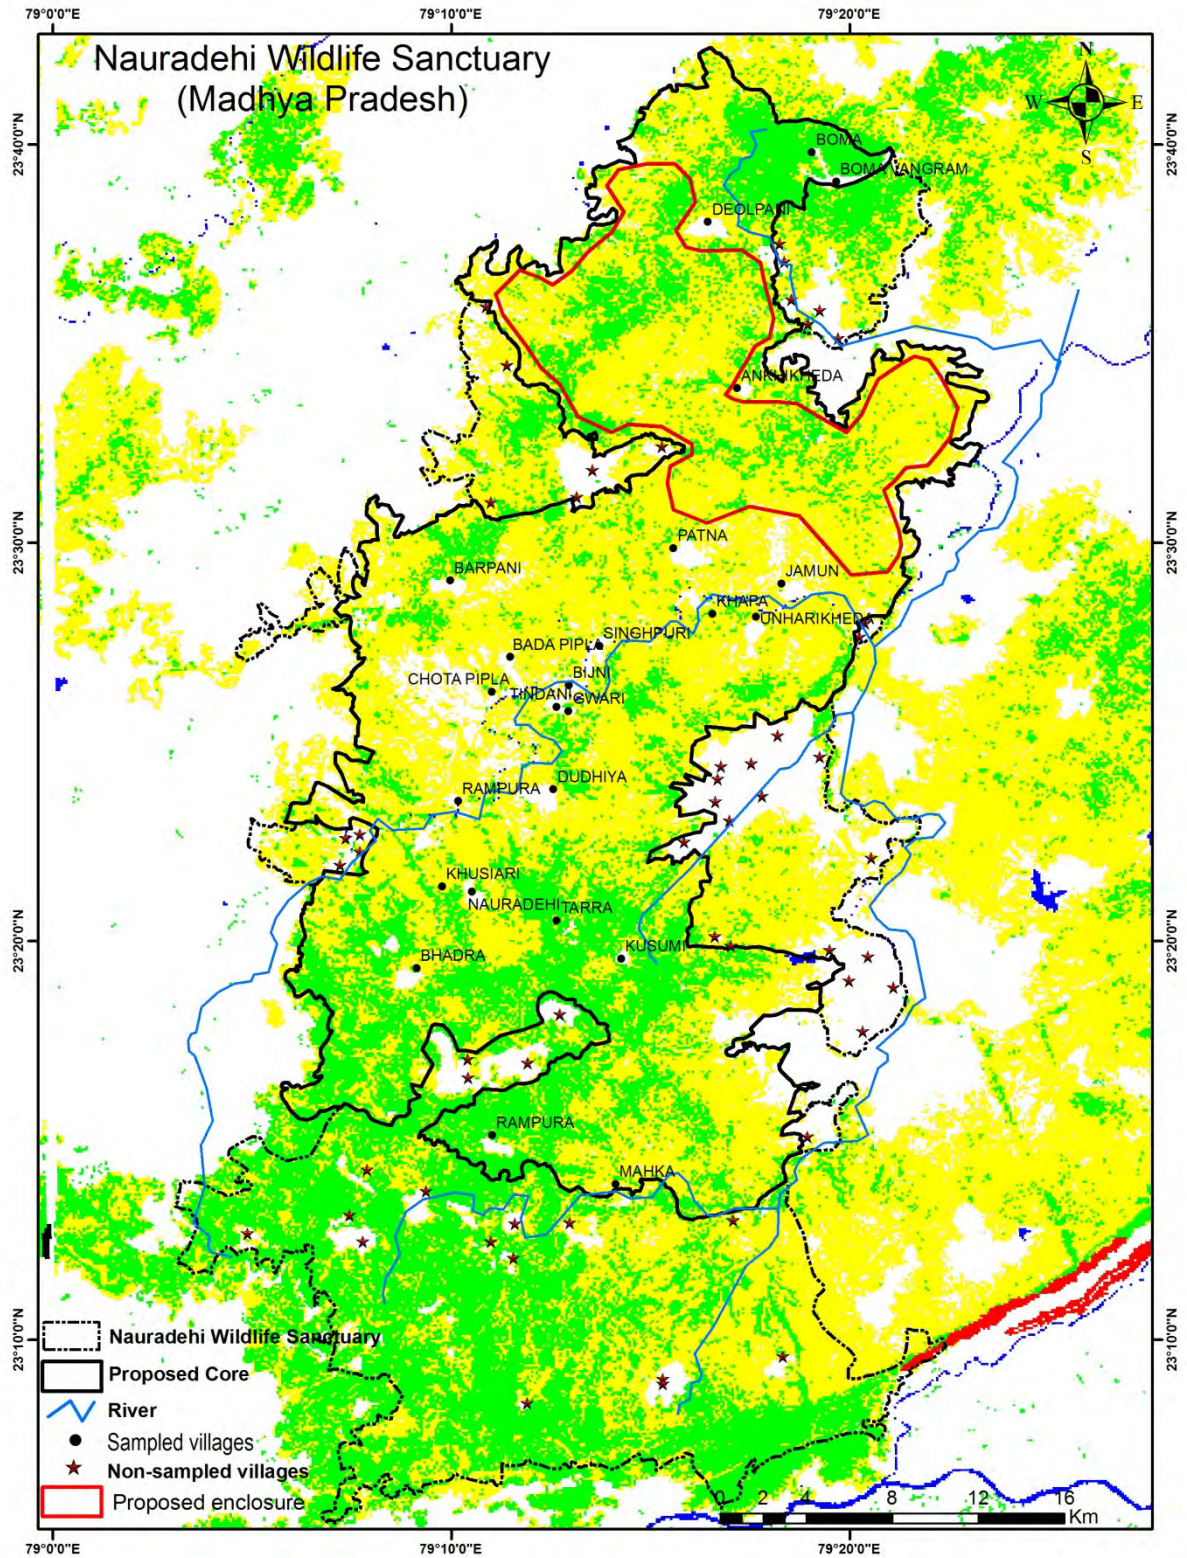 79°0'0"E
79°10'0"E
79°20'0"E
Nauradehi Wildlife Sanctuary
(Madhya Pradesh)
N
W
E
S
23°40'0"N
23°40'0"N
BOMA
BOMA VANGRAM
DEOLPANI
ANKHIKHEDA
23°30'0"N
23°30'0"N
PATNA
BARPANI
JAMUN
KHAPA
UNHARIKHEDA
SINGHPURI
BADA PIPLA
BIJNI
CHOTA PIPLA
TINDANI
GWARI
DUDHIYA
RAMPURA
KHUSIARI
NAURADEHI
TARRA
23°20'0"N
23°20'0"N
KUSUMI
BHADRA
RAMPURA
MAHKA
23°10'0"N
23°10'0"N
Nauradehi Wildlife Sanctuary
Proposed Core
River
Sampled villages
Non-sampled villages
Proposed enclosure
0 2 4 8 12 16
Km
79°0'0"E
79°10'0"E
79°20'0"E